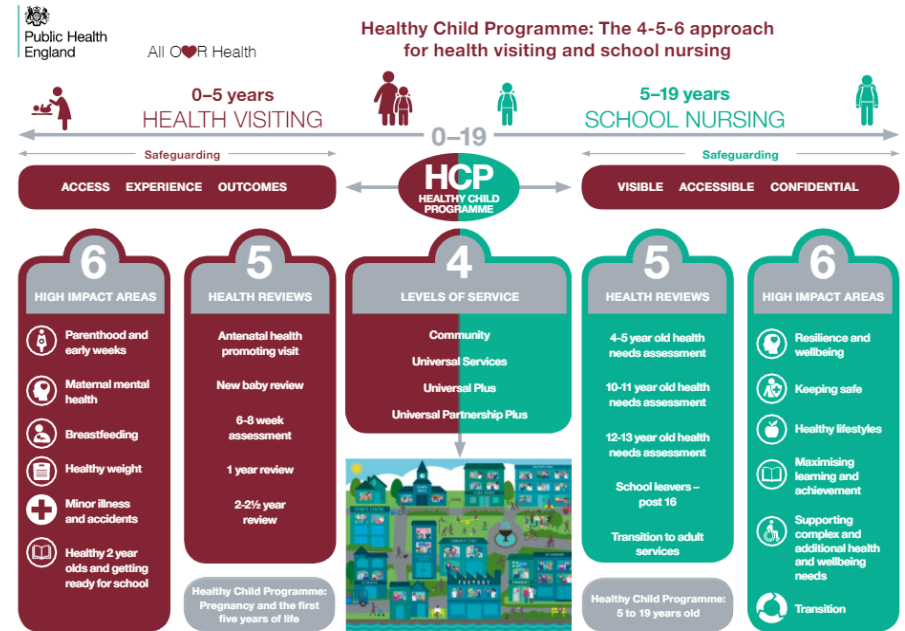 Public Health
England
All OUR Health
Healthy Child Programme: The 4-5-6 approach
for health visiting and school nursing
0–5 years
HEALTH VISITING
5–19 years
SCHOOL NURSING
0–19
Safeguarding
Safeguarding
ACCESS EXPERIENCE OUTCOMES
HCP
HEALTHY CHILD
PROGRAMME
VISIBLE ACCESSIBLE CONFIDENTIAL
6
HIGH IMPACT AREAS
Parenthood and
early weeks
Maternal mental
health
Breastfeeding
Healthy weight
Minor illness
and accidents
Healthy 2 year
olds and getting
ready for school
5
HEALTH REVIEWS
Antenatal health
promoting visit
New baby review
6-8 week
assessment
1 year review
2-2½ year
review
Healthy Child Programme:
Pregnancy and the first
five years of life
4
LEVELS OF SERVICE
Community
Universal Services
Universal Plus
Universal Partnership Plus
5
HEALTH REVIEWS
4-5 year old health
needs assessment
10-11 year old health
needs assessment
12-13 year old health
needs assessment
School leavers –
post 16
Transition to adult
services
Healthy Child Programme:
5 to 19 years old
6
HIGH IMPACT AREAS
Resilience and
wellbeing
Keeping safe
Healthy lifestyles
Maximising
learning and
achievement
Supporting
complex and
additional health
and wellbeing
needs
Transition